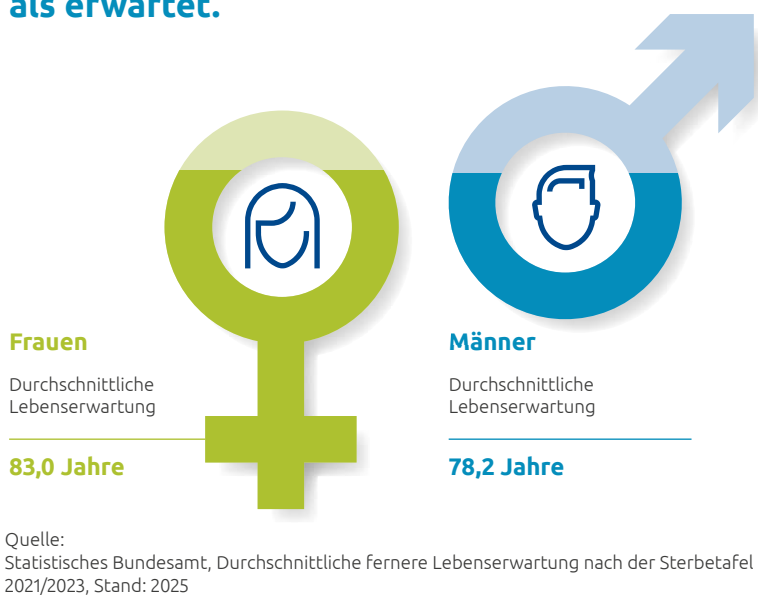 als erwartet.
Frauen
Durchschnittliche
Lebenserwartung
83,0 Jahre
Männer
Durchschnittliche
Lebenserwartung
78,2 Jahre
Quelle:
Statistisches Bundesamt, Durchschnittliche fernere Lebenserwartung nach der Sterbetafel
2021/2023, Stand: 2025